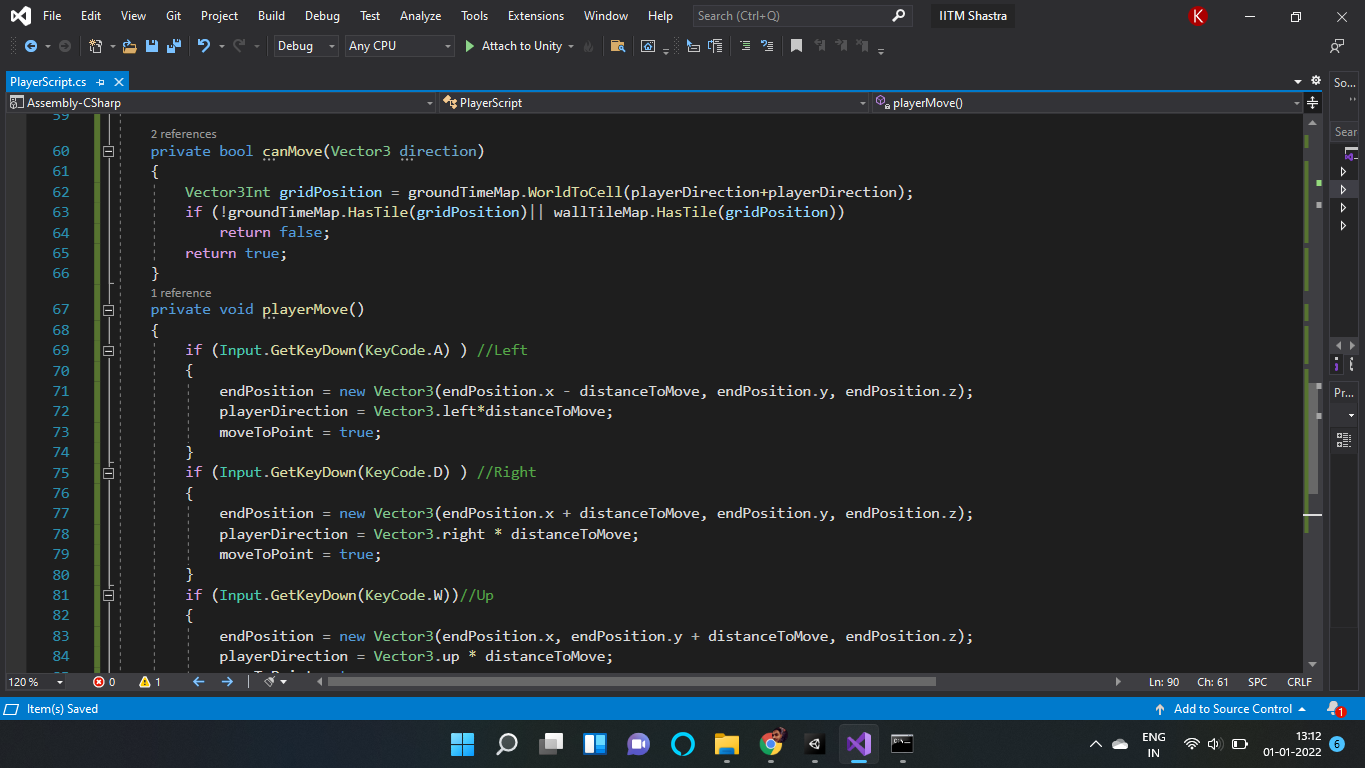 File Edit View Git Project Build Debug Test Analyze Tools Extensions Window Help Search (Ctrl+Q) IITM Shastra K
Debug Any CPU Attach to Unity
PlayerScript.cs So...
Assembly-CSharp PlayerScript playerMove()
59
Sear
2 references
60 private bool canMove(Vector3 direction)
61 {
62 Vector3Int gridPosition = groundTimeMap.WorldToCell(playerDirection+playerDirection);
63 if (!groundTimeMap.HasTile(gridPosition)|| wallTileMap.HasTile(gridPosition))
64 return false;
65 return true;
66 }
1 reference
67 private void playerMove()
68 {
69 if (Input.GetKeyDown(KeyCode.A) ) //Left
70 {
71 endPosition = new Vector3(endPosition.x - distanceToMove, endPosition.y, endPosition.z);
Pr...
72 playerDirection = Vector3.left*distanceToMove;
73 moveToPoint = true;
74 }
75 if (Input.GetKeyDown(KeyCode.D) ) //Right
76 {
77 endPosition = new Vector3(endPosition.x + distanceToMove, endPosition.y, endPosition.z);
78 playerDirection = Vector3.right * distanceToMove;
79 moveToPoint = true;
80 }
81 if (Input.GetKeyDown(KeyCode.W))//Up
82 {
83 endPosition = new Vector3(endPosition.x, endPosition.y + distanceToMove, endPosition.z);
84 playerDirection = Vector3.up * distanceToMove;
120 % 0 1 Ln: 90 Ch: 61 SPC CRLF
Item(s) Saved Add to Source Control 1
ENG
IN
13:12
01-01-2022 6